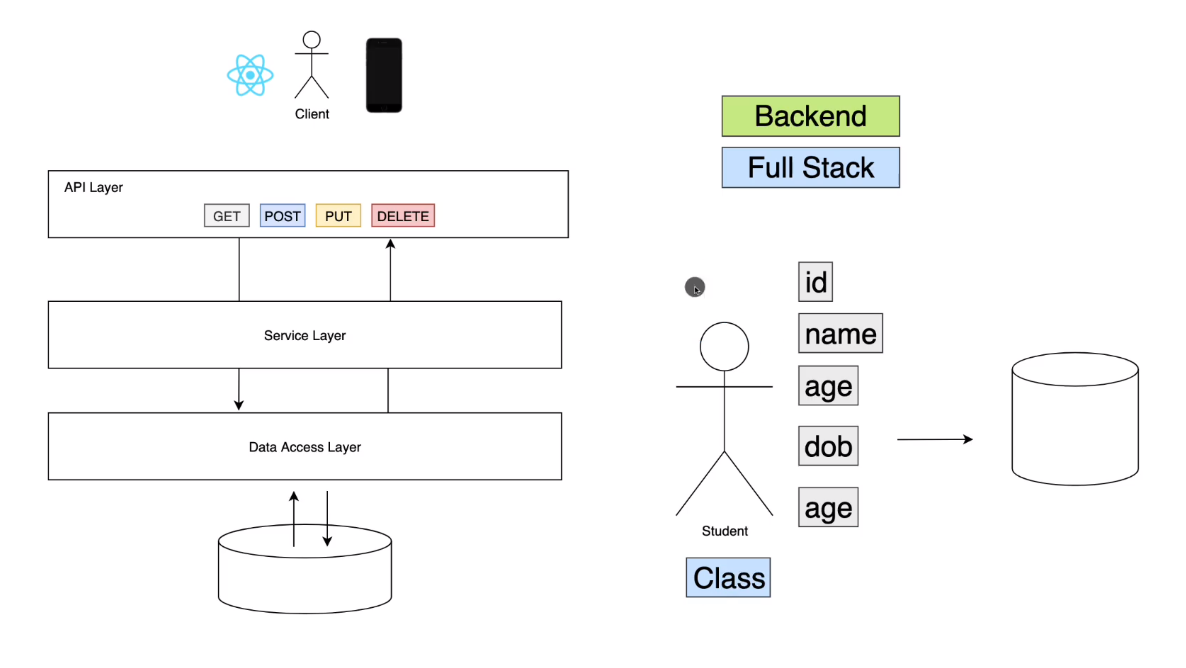 Client
API Layer
GET POST PUT DELETE
Service Layer
Data Access Layer
Backend
Full Stack
id
name
age
dob
age
Student
Class